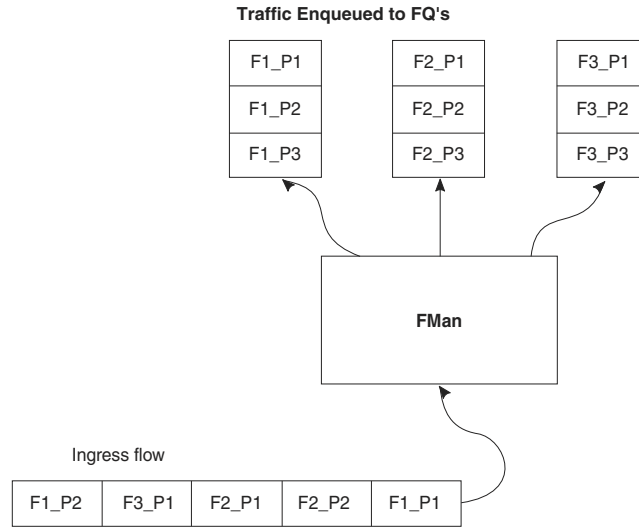 Traffic Enqueued to FQ's
F1_P1 F2_P1 F3_P1
F1_P2 F2_P2 F3_P2
F1_P3 F2_P3 F3_P3
FMan
Ingress flow
F1_P2 F3_P1 F2_P1 F2_P2 F1_P1